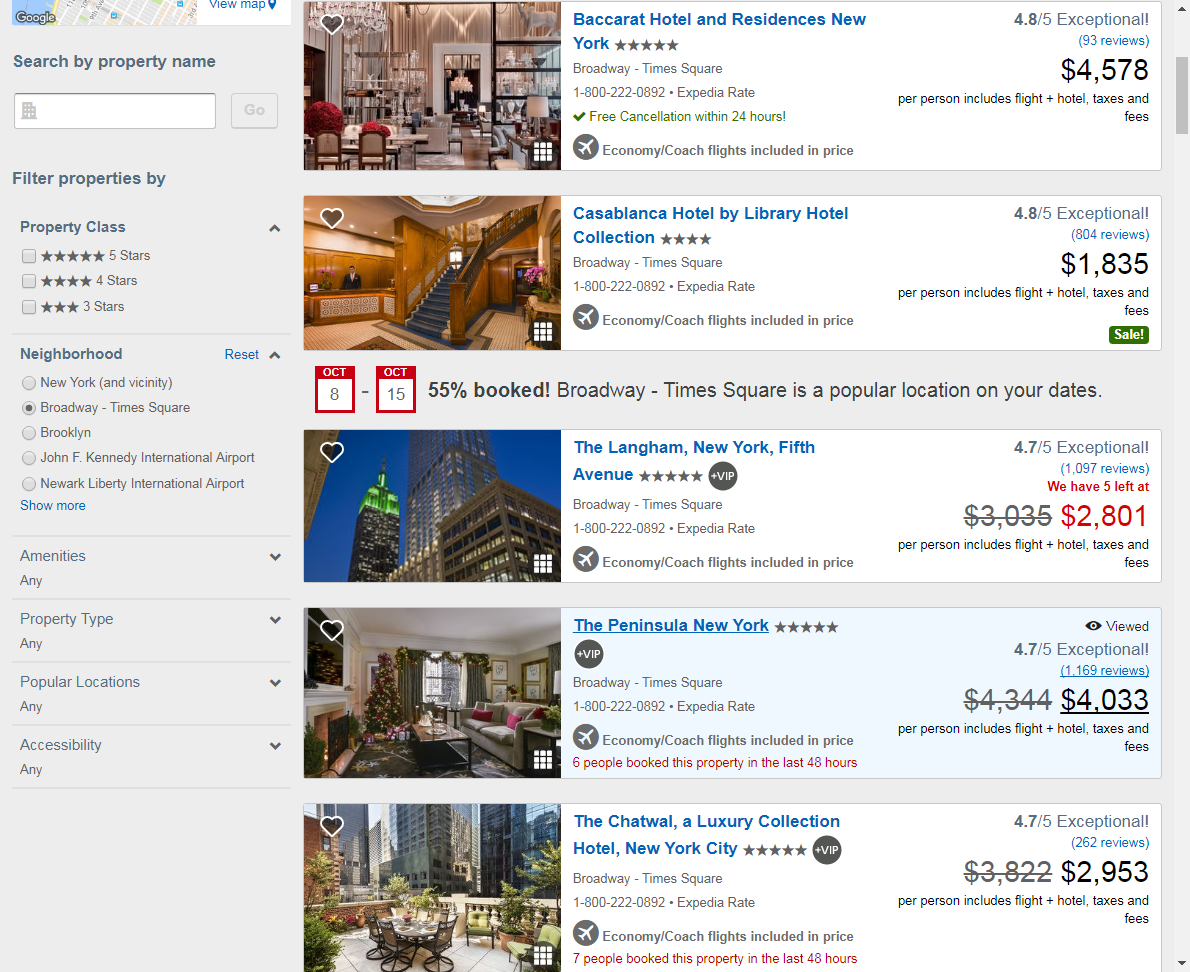 Google
View map
Search by property name
Go
Filter properties by
Property Class
★★★★★ 5 Stars
★★★★ 4 Stars
★★★ 3 Stars
Neighborhood
Reset
New York (and vicinity)
Broadway - Times Square
Brooklyn
John F. Kennedy International Airport
Newark Liberty International Airport
Show more
Amenities
Any
Property Type
Any
Popular Locations
Any
Accessibility
Any
Baccarat Hotel and Residences New
York ★★★★★
Broadway - Times Square
1-800-222-0892 • Expedia Rate
Free Cancellation within 24 hours!
Economy/Coach flights included in price
4.8/5 Exceptional!
(93 reviews)
$4,578
per person includes flight + hotel, taxes and
fees
Casablanca Hotel by Library Hotel
Collection ★★★★
Broadway - Times Square
1-800-222-0892 • Expedia Rate
Economy/Coach flights included in price
4.8/5 Exceptional!
(804 reviews)
$1,835
per person includes flight + hotel, taxes and
fees
Sale!
OCT
8
-
OCT
15
55% booked! Broadway - Times Square is a popular location on your dates.
The Langham, New York, Fifth
Avenue ★★★★★ +VIP
Broadway - Times Square
1-800-222-0892 • Expedia Rate
Economy/Coach flights included in price
4.7/5 Exceptional!
(1,097 reviews)
We have 5 left at
$3,035 $2,801
per person includes flight + hotel, taxes and
fees
The Peninsula New York ★★★★★
+VIP
Broadway - Times Square
1-800-222-0892 • Expedia Rate
Economy/Coach flights included in price
6 people booked this property in the last 48 hours
Viewed
4.7/5 Exceptional!
(1,169 reviews)
$4,344 $4,033
per person includes flight + hotel, taxes and
fees
The Chatwal, a Luxury Collection
Hotel, New York City ★★★★★ +VIP
Broadway - Times Square
1-800-222-0892 • Expedia Rate
Economy/Coach flights included in price
7 people booked this property in the last 48 hours
4.7/5 Exceptional!
(262 reviews)
$3,822 $2,953
per person includes flight + hotel, taxes and
fees